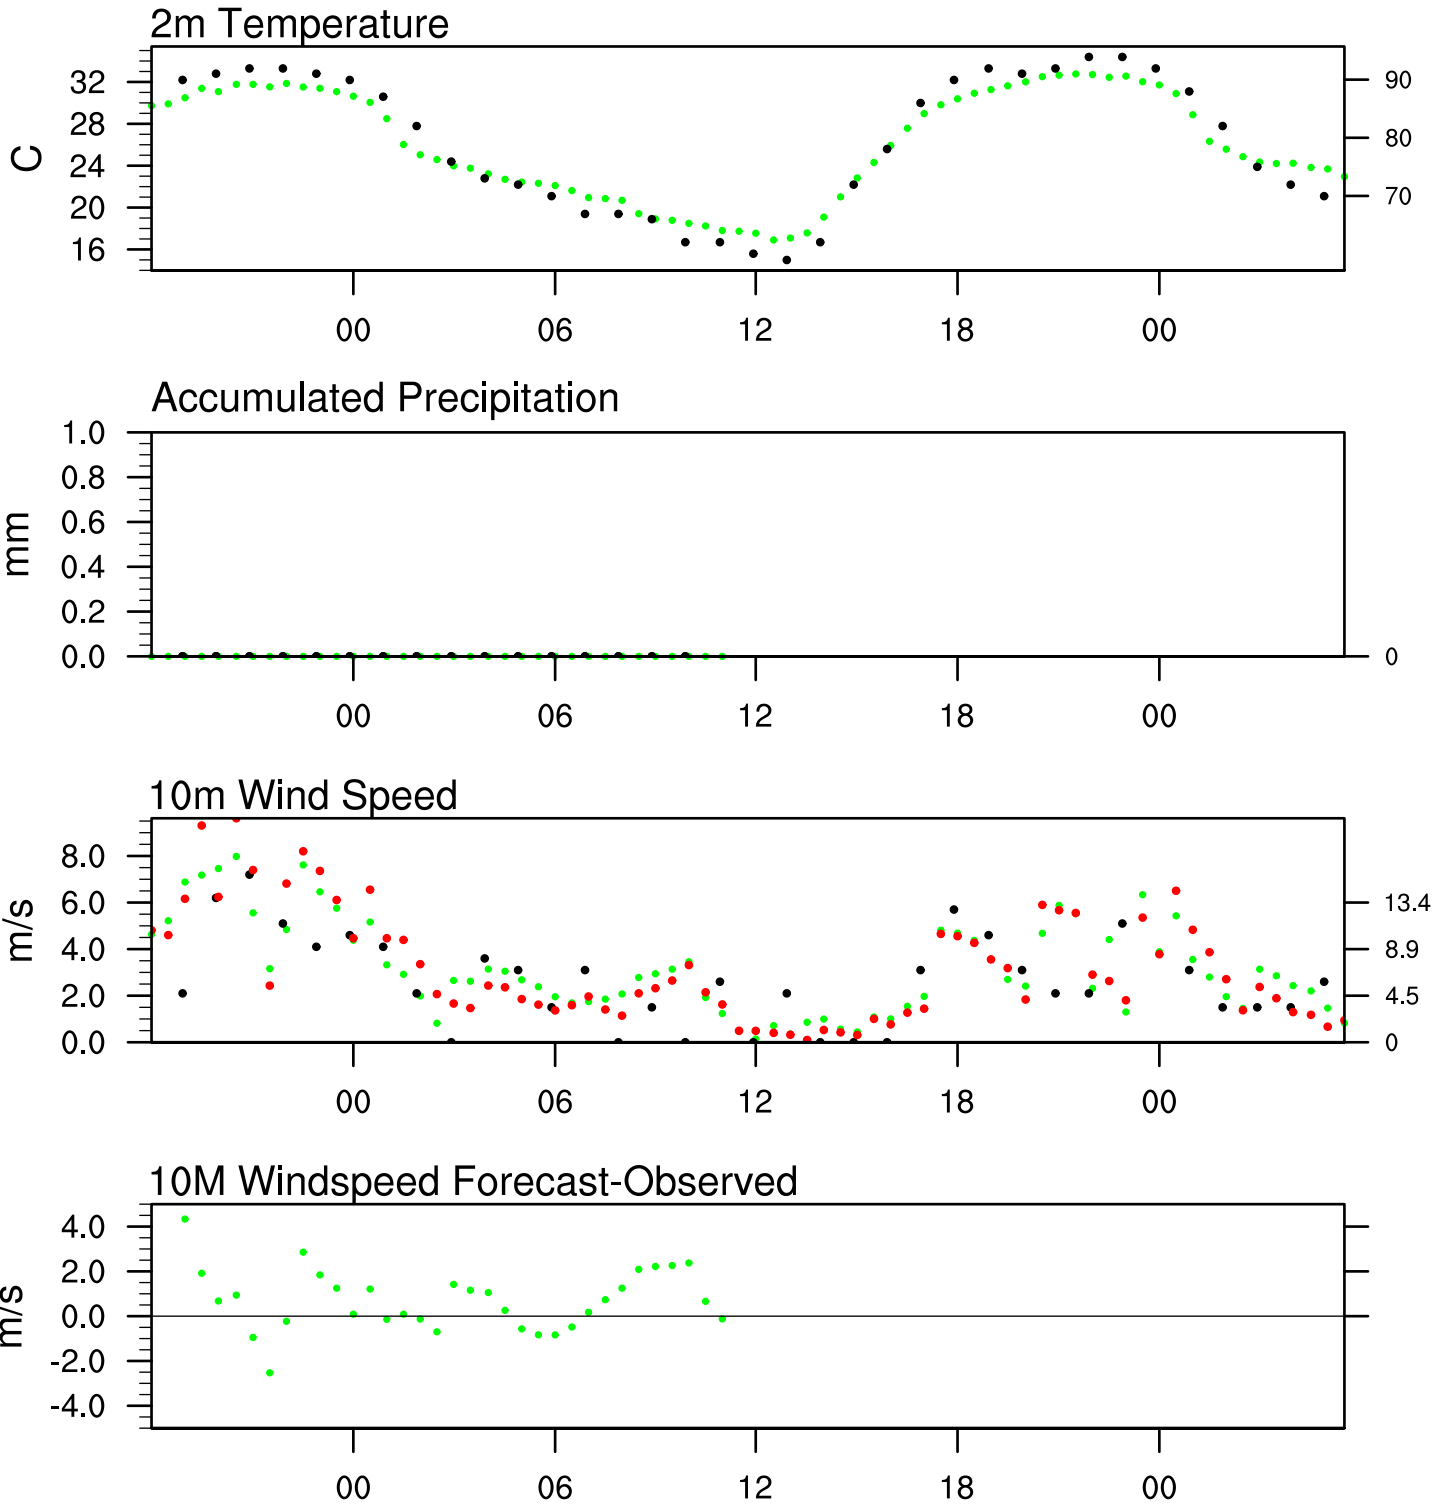 2m Temperature
C
32
28
24
20
16
90
80
70
00 06 12 18 00
Accumulated Precipitation
mm
1.0
0.8
0.6
0.4
0.2
0.0
0
00 06 12 18 00
10m Wind Speed
m/s
8.0
6.0
4.0
2.0
0.0
13.4
8.9
4.5
0
00 06 12 18 00
10M Windspeed Forecast-Observed
m/s
4.0
2.0
0.0
-2.0
-4.0
00 06 12 18 00